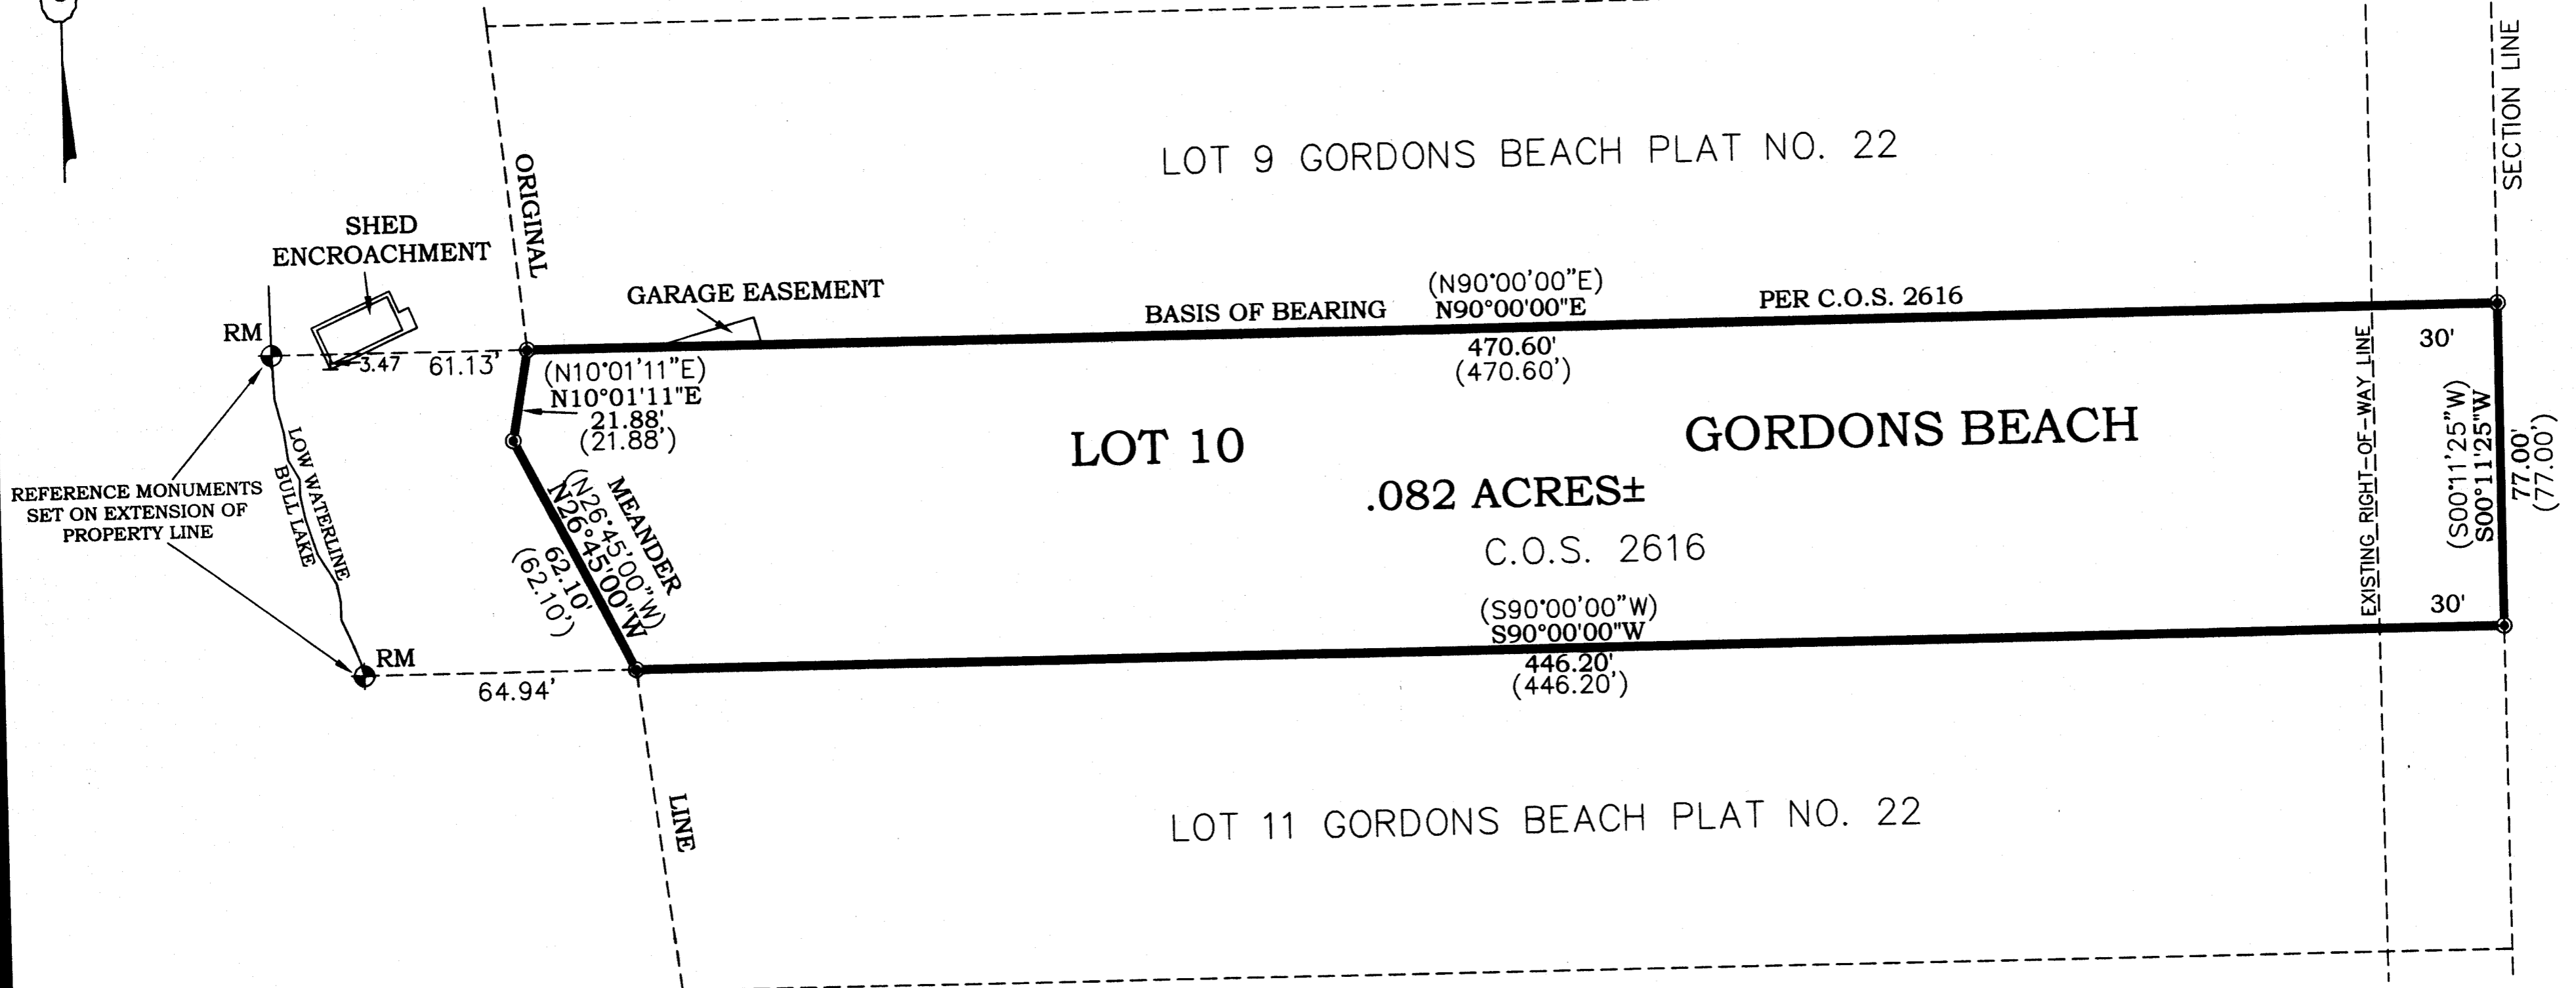 SECTION LINE
LOT 9 GORDONS BEACH PLAT NO. 22
ORIGINAL
SHED
ENCROACHMENT
GARAGE EASEMENT
BASIS OF BEARING
(N90°00'00"E)
N90°00'00"E
PER C.O.S. 2616
470.60'
(470.60')
RM
3.47
61.13'
(N10°01'11"E)
N10°01'11"E
21.88'
(21.88')
30'
EXISTING RIGHT-OF-WAY LINE
(S00°11'25"W)
S00°11'25"W
77.00'
(77.00')
LOT 10
GORDONS BEACH
.082 ACRES±
C.O.S. 2616
LOW WATERLINE
BULL LAKE
REFERENCE MONUMENTS
SET ON EXTENSION OF
PROPERTY LINE
MEANDER
(N26°45'00"W)
N26°45'00"W
62.10'
(62.10')
(S90°00'00"W)
S90°00'00"W
446.20'
(446.20')
30'
RM
64.94'
LINE
LOT 11 GORDONS BEACH PLAT NO. 22